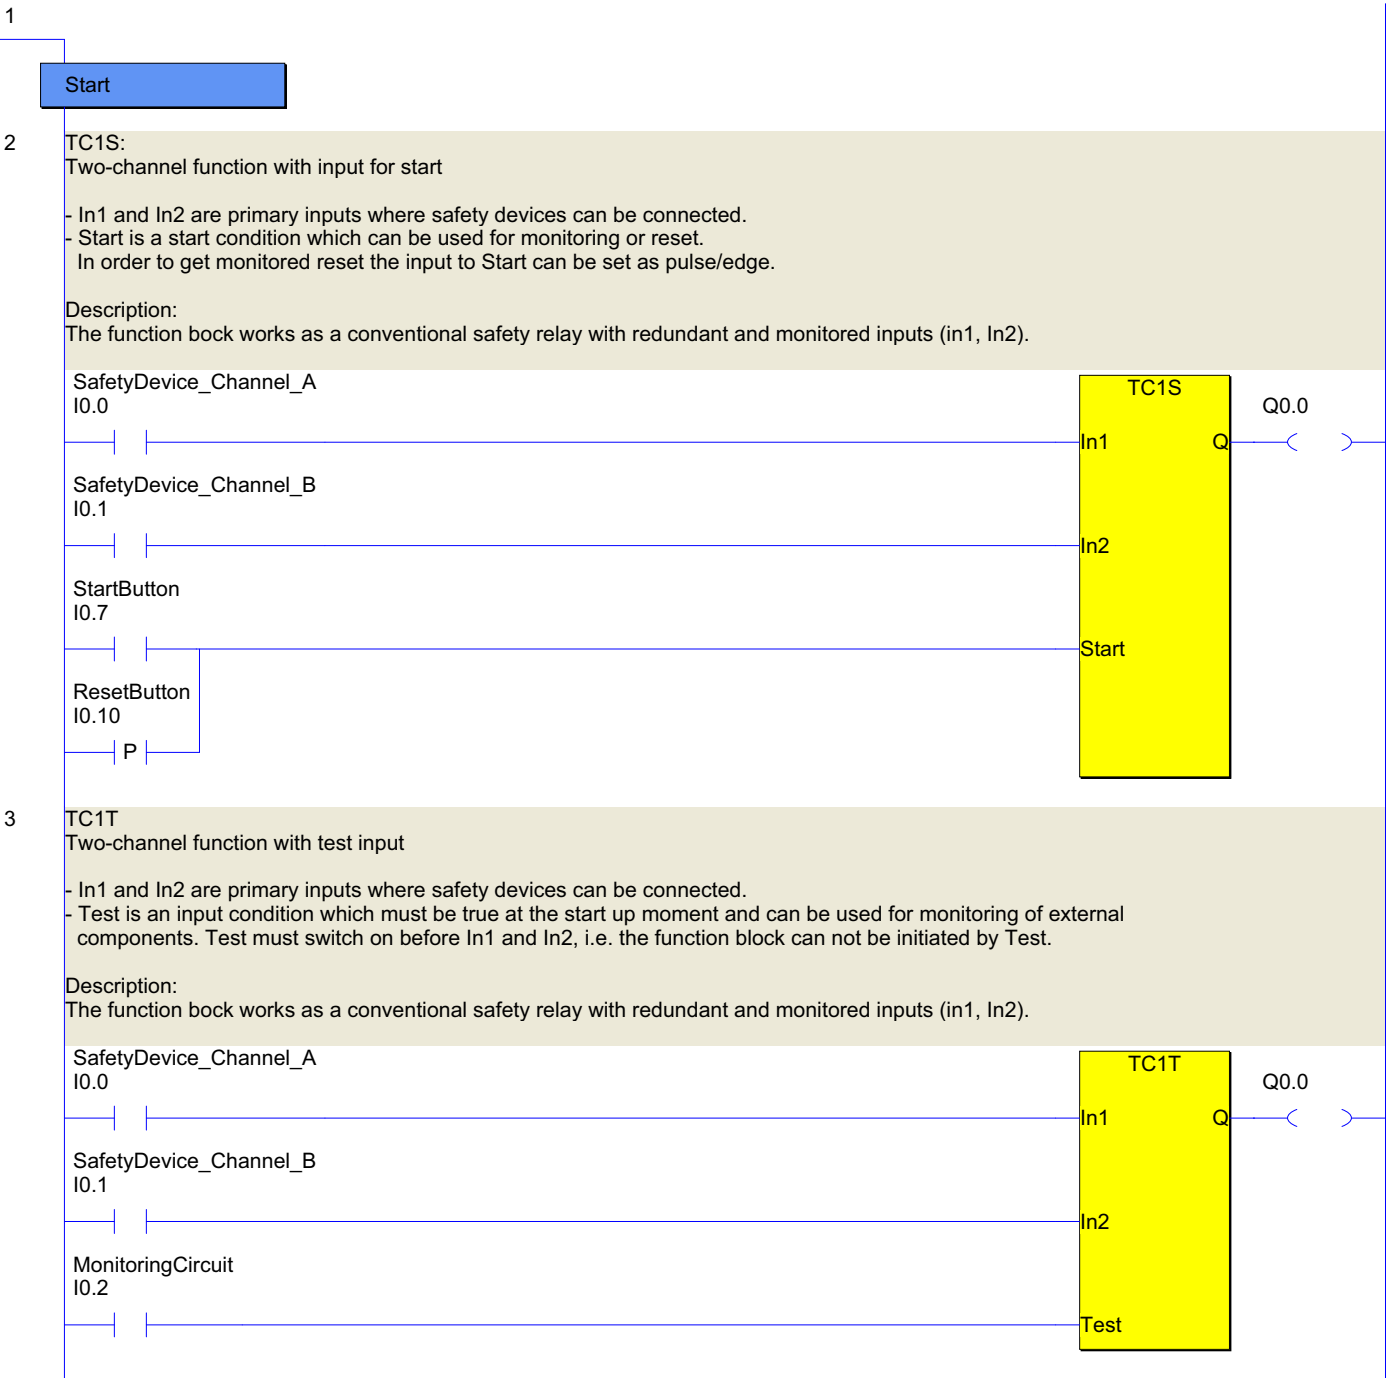 1
Start
2
TC1S:
Two-channel function with input for start
- In1 and In2 are primary inputs where safety devices can be connected.
- Start is a start condition which can be used for monitoring or reset.
In order to get monitored reset the input to Start can be set as pulse/edge.
Description:
The function bock works as a conventional safety relay with redundant and monitored inputs (in1, In2).
SafetyDevice_Channel_A
I0.0
TC1S
Q0.0
In1
Q
SafetyDevice_Channel_B
I0.1
In2
StartButton
I0.7
Start
ResetButton
I0.10
P
3
TC1T
Two-channel function with test input
- In1 and In2 are primary inputs where safety devices can be connected.
- Test is an input condition which must be true at the start up moment and can be used for monitoring of external
components. Test must switch on before In1 and In2, i.e. the function block can not be initiated by Test.
Description:
The function bock works as a conventional safety relay with redundant and monitored inputs (in1, In2).
SafetyDevice_Channel_A
I0.0
TC1T
Q0.0
In1
Q
SafetyDevice_Channel_B
I0.1
In2
MonitoringCircuit
I0.2
Test